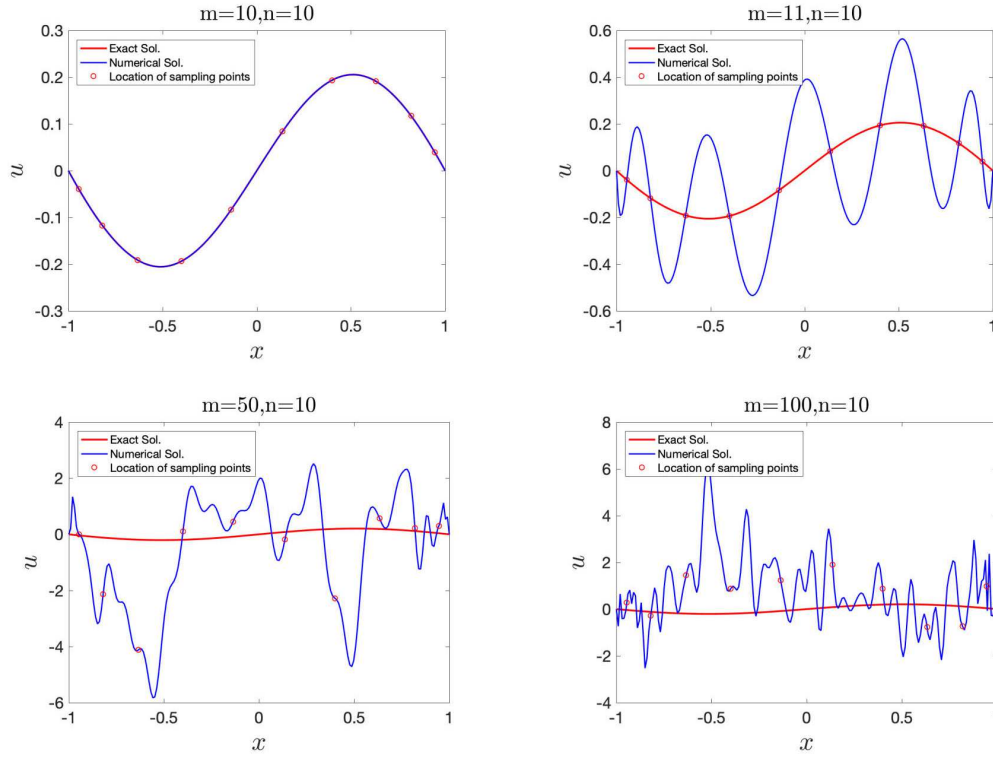 m=10,n=10
0.3
0.2
0.1
0
-0.1
-0.2
-0.3
u
Exact Sol.
Numerical Sol.
Location of sampling points
-1
-0.5
0
0.5
1
x
m=11,n=10
0.6
0.4
0.2
0
-0.2
-0.4
-0.6
u
Exact Sol.
Numerical Sol.
Location of sampling points
-1
-0.5
0
0.5
1
x
m=50,n=10
4
2
0
-2
-4
-6
u
Exact Sol.
Numerical Sol.
Location of sampling points
-1
-0.5
0
0.5
1
x
m=100,n=10
8
6
4
2
0
-2
-4
u
Exact Sol.
Numerical Sol.
Location of sampling points
-1
-0.5
0
0.5
1
x